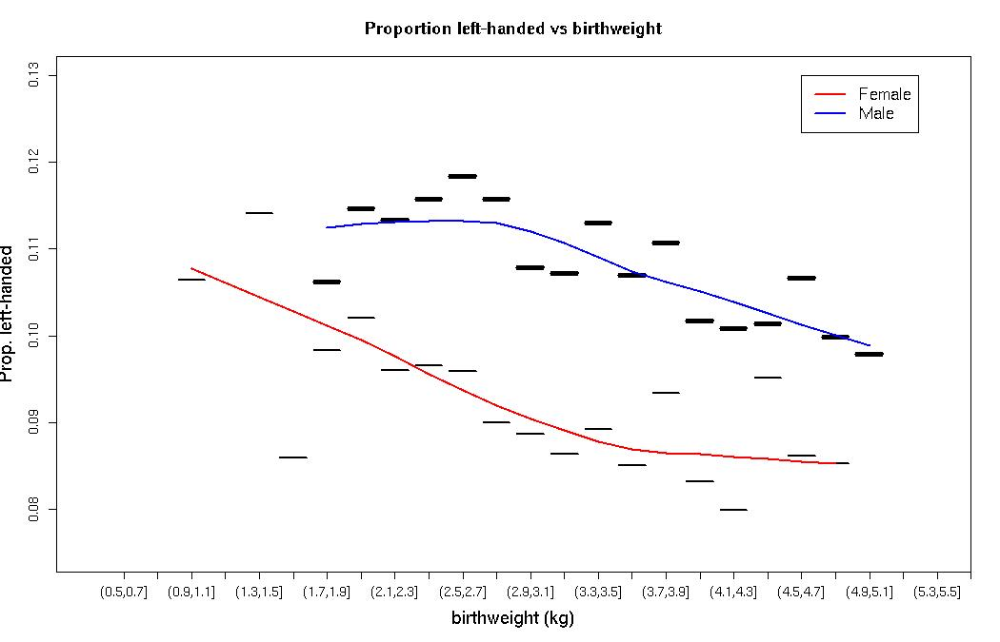 Proportion left-handed vs birthweight
Female
Male
Prop. left-handed
0.13
0.12
0.11
0.10
0.09
0.08
(0.5,0.7] (0.9,1.1] (1.3,1.5] (1.7,1.9] (2.1,2.3] (2.5,2.7] (2.9,3.1] (3.3,3.5] (3.7,3.9] (4.1,4.3] (4.5,4.7] (4.9,5.1] (5.3,5.5]
birthweight (kg)